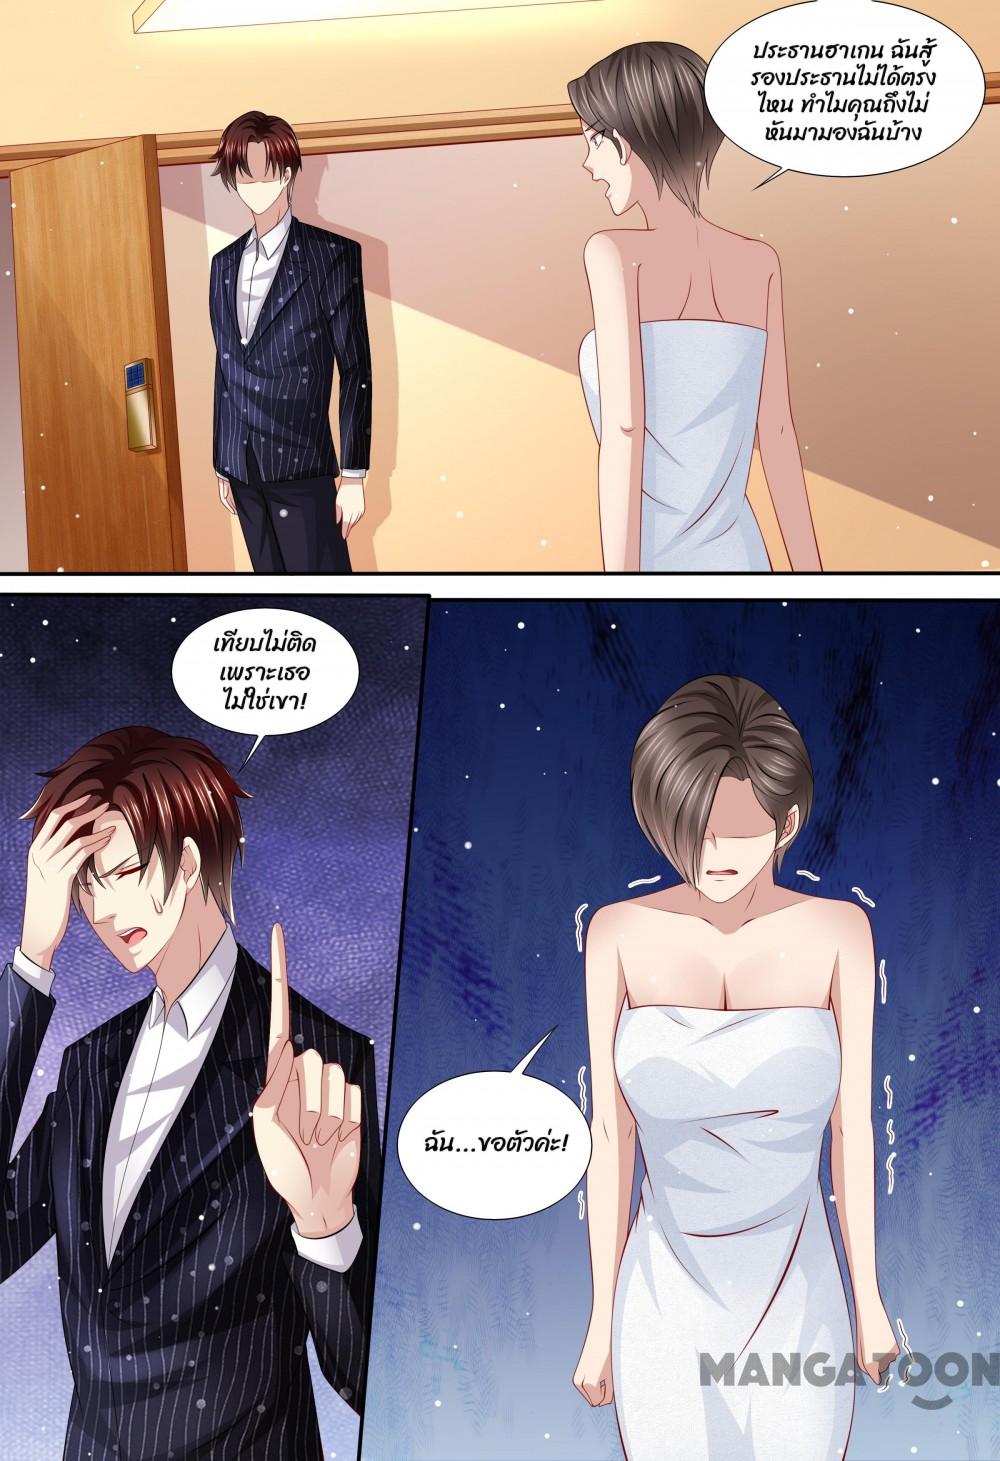 ประธานฮาเกน ฉันสู้
รองประธานไม่ได้ตรง
ไหน ทำไมคุณถึงไม่
หันมามองฉันบ้าง
เทียบไม่ติด
เพราะเธอ
ไม่ใช่เขา!
ฉัน...ขอตัวค่ะ!
MANGATOON